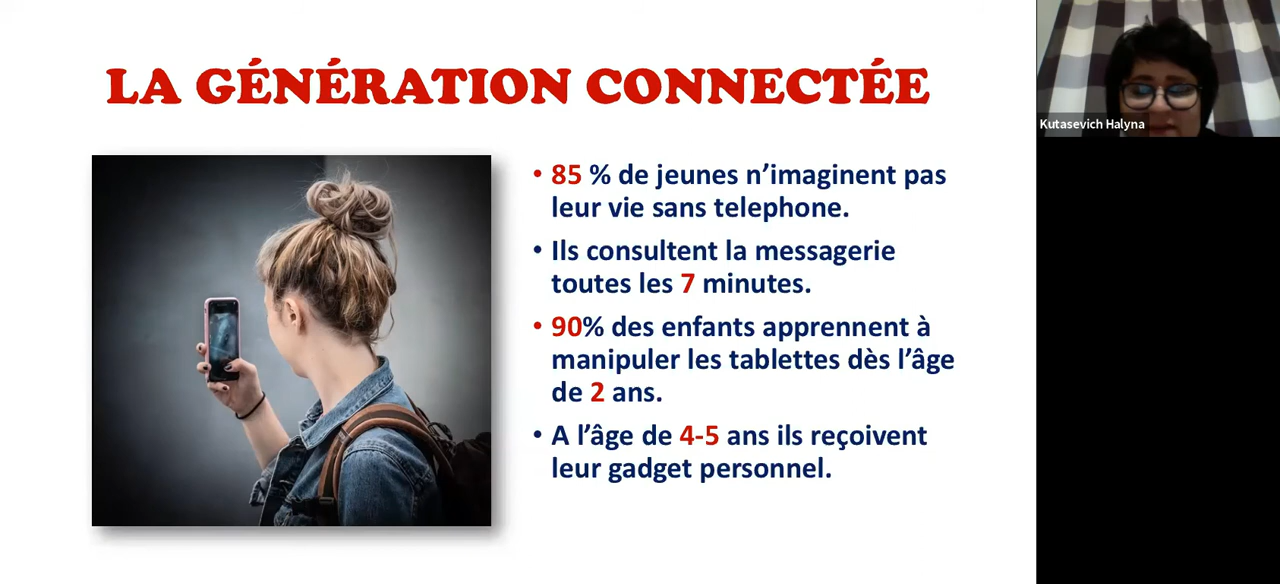 LA GÉNÉRATION CONNECTÉE
Kutasevich Halyna
• 85 % de jeunes n’imaginent pas
leur vie sans telephone.
• Ils consultent la messagerie
toutes les 7 minutes.
• 90% des enfants apprennent à
manipuler les tablettes dès l’âge
de 2 ans.
• A l’âge de 4-5 ans ils reçoivent
leur gadget personnel.